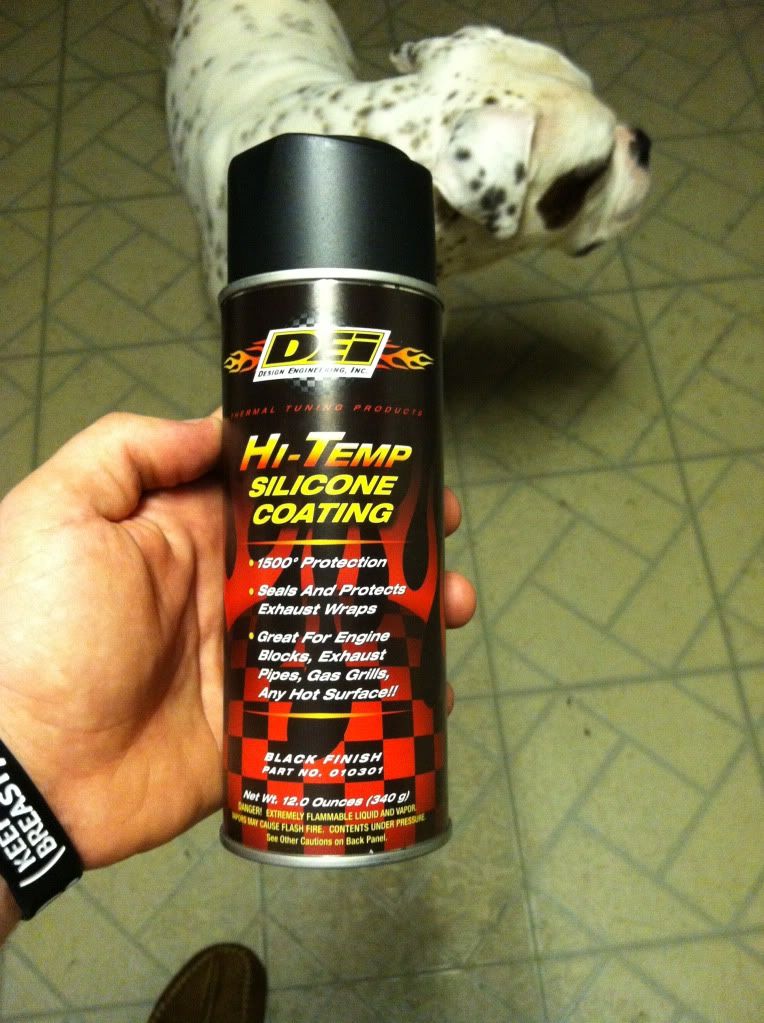 DEi
DESIGN ENGINEERING, INC.
THERMAL TUNING PRODUCTS
HI-TEMP
SILICONE
COATING
• 1500° Protection
• Seals And Protects
Exhaust Wraps
• Great For Engine
Blocks, Exhaust
Pipes, Gas Grills,
Any Hot Surface!!
BLACK FINISH
PART NO. 010301
Net Wt. 12.0 Ounces (340 g)
DANGER! EXTREMELY FLAMMABLE LIQUID AND VAPOR.
VAPORS MAY CAUSE FLASH FIRE. CONTENTS UNDER PRESSURE.
See Other Cautions on Back Panel.
(KEEP
(BREAST